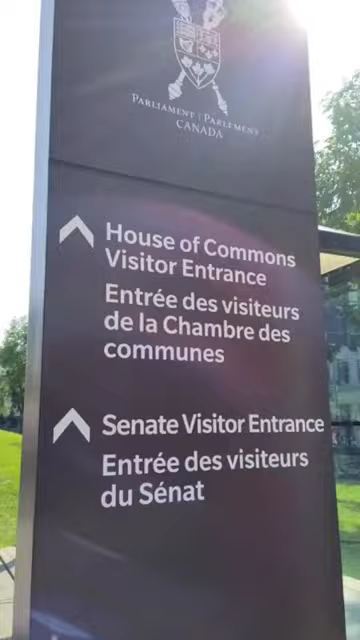 PARLIAMENT | PARLEMENT
CANADA
House of Commons
Visitor Entrance
Entrée des visiteurs
de la Chambre des
communes
Senate Visitor Entrance
Entrée des visiteurs
du Sénat